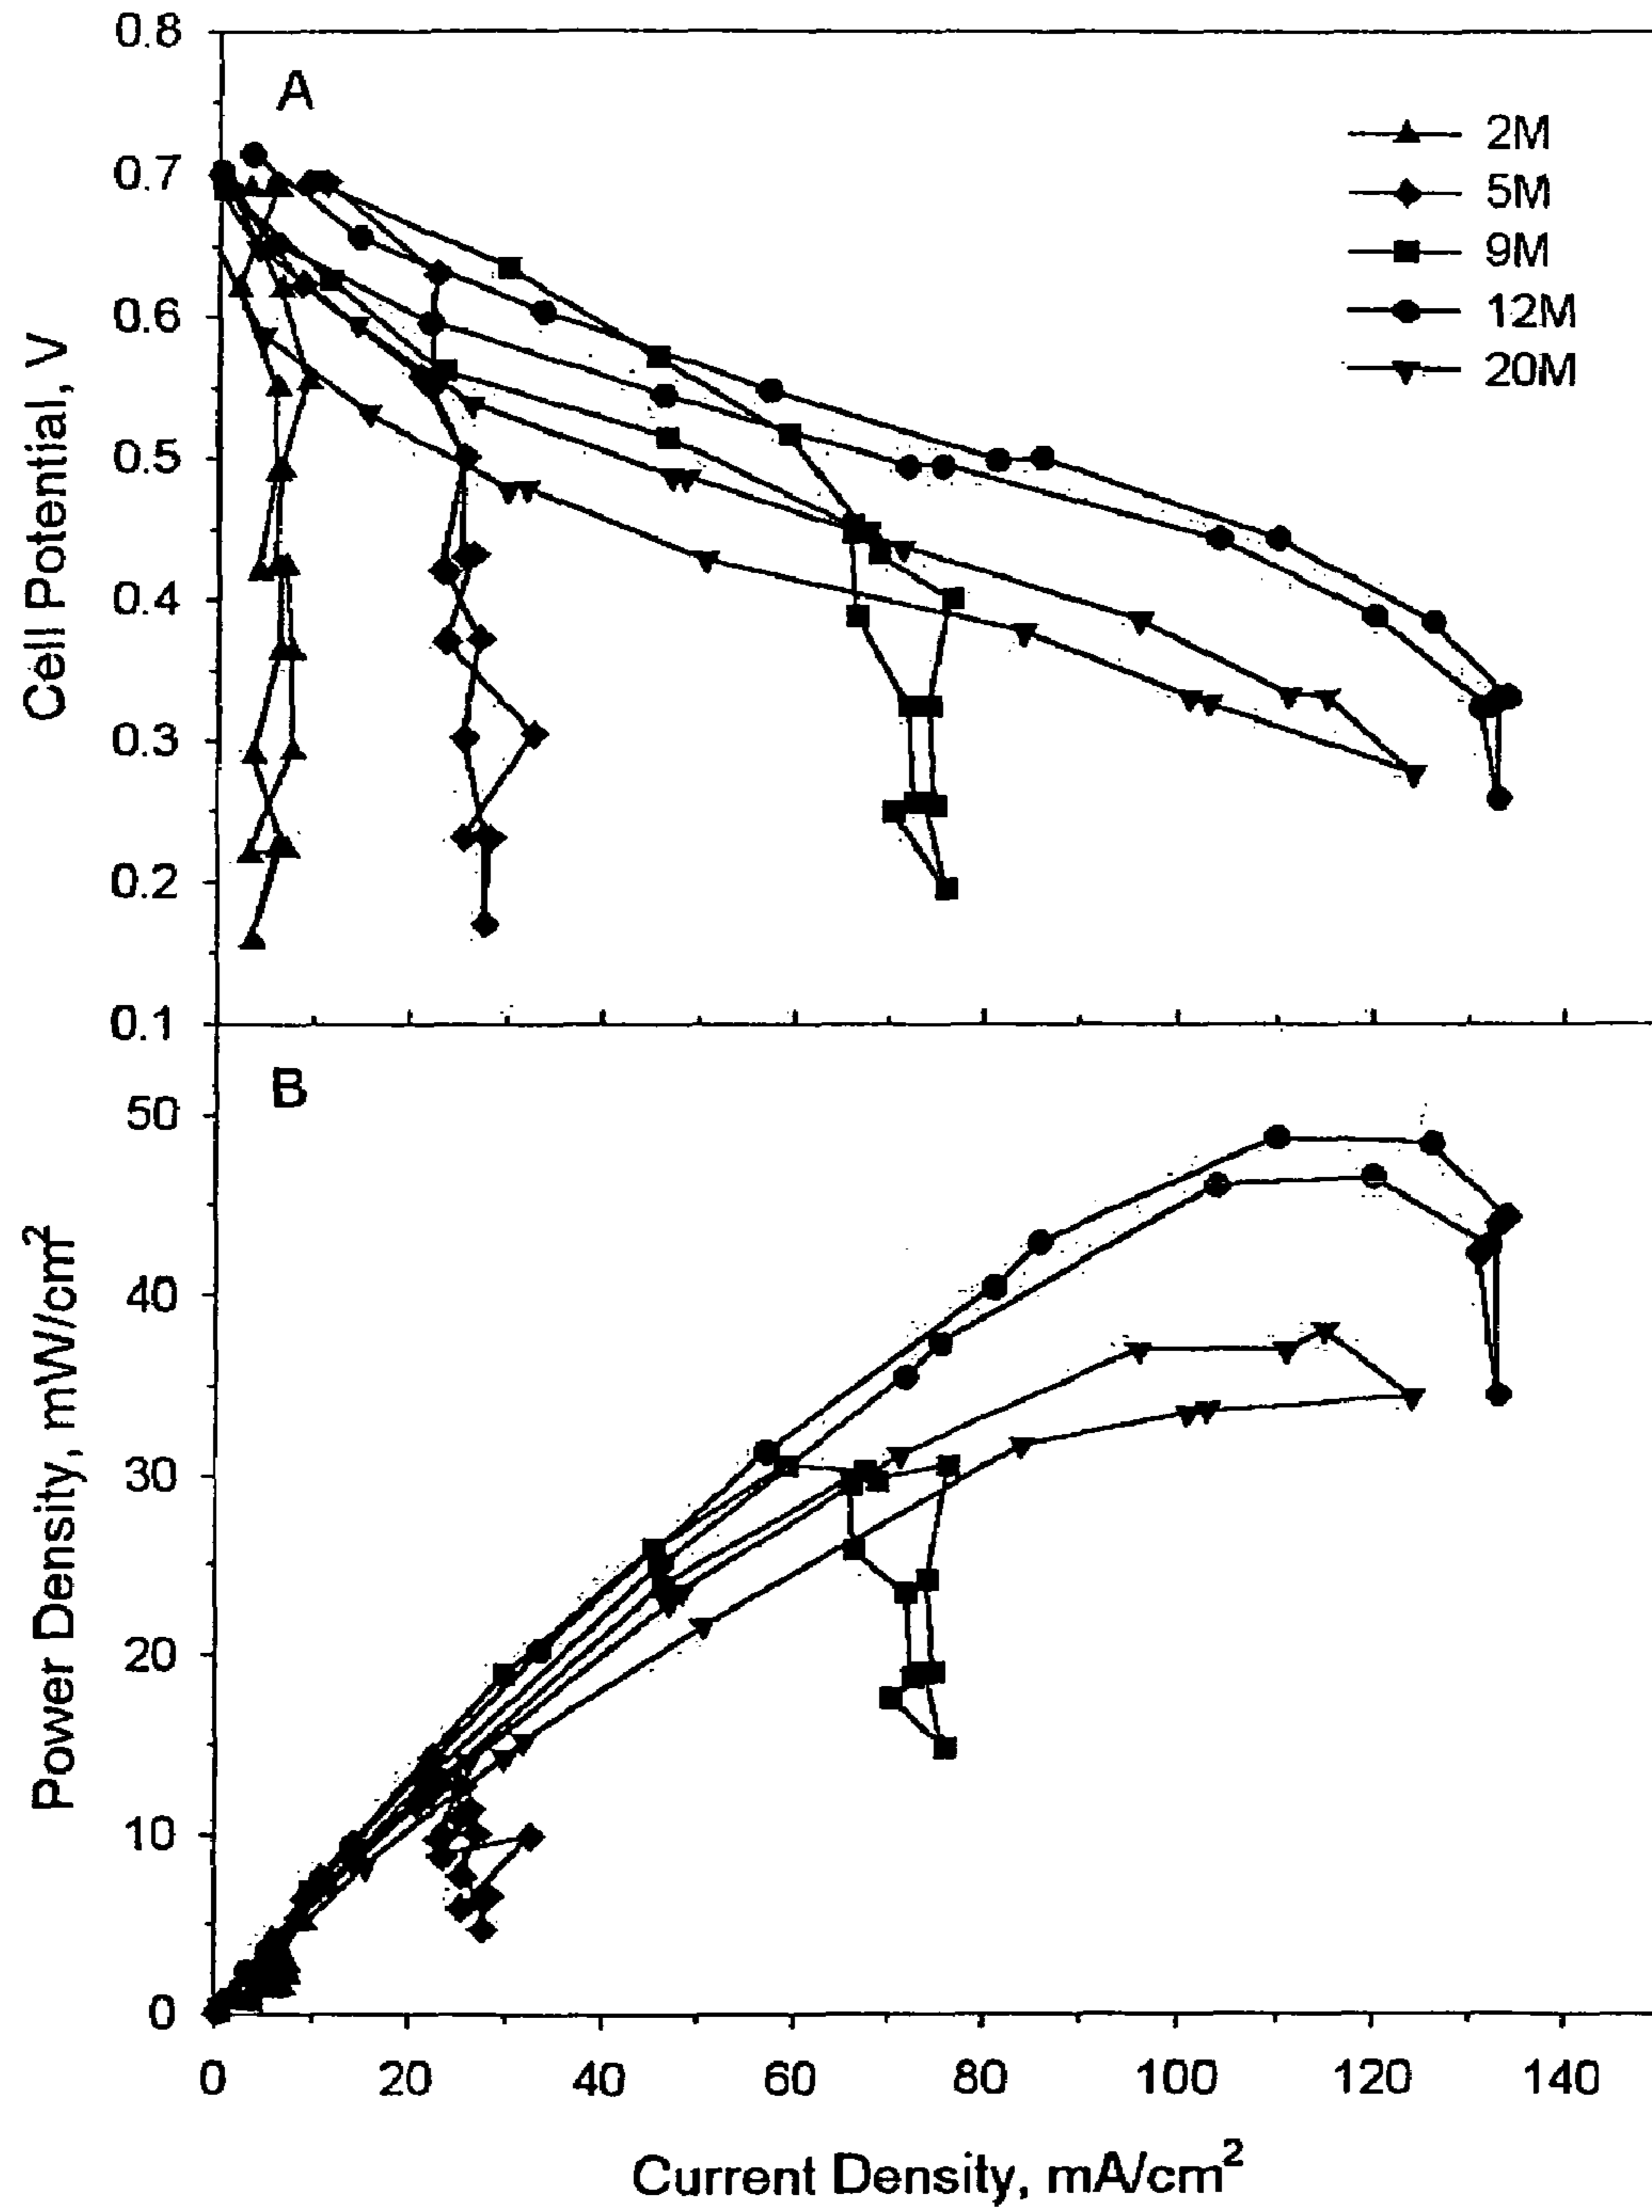 0.8
A
2M
0.7
5M
9M
0.6
12M
20M
0.5
Cell Potential, V
0.4
0.3
0.2
0.1
B
50
40
Power Density, mW/cm²
30
20
10
0
0 20 40 60 80 100 120 140
Current Density, mA/cm²